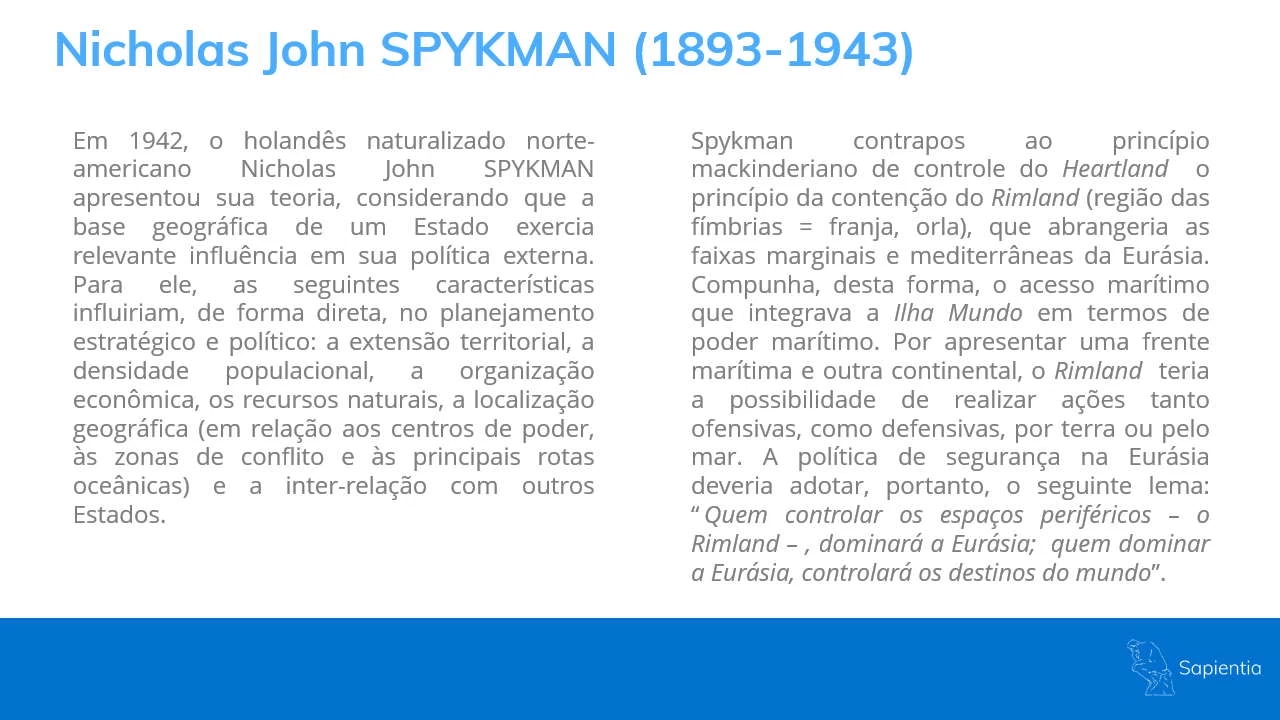 Nicholas John SPYKMAN (1893-1943)
Em 1942, o holandês naturalizado norte-
americano Nicholas John SPYKMAN
apresentou sua teoria, considerando que a
base geográfica de um Estado exercia
relevante influência em sua política externa.
Para ele, as seguintes características
influiriam, de forma direta, no planejamento
estratégico e político: a extensão territorial, a
densidade populacional, a organização
econômica, os recursos naturais, a localização
geográfica (em relação aos centros de poder,
às zonas de conflito e às principais rotas
oceânicas) e a inter-relação com outros
Estados.
Spykman contrapos ao princípio
mackinderiano de controle do Heartland o
princípio da contenção do Rimland (região das
fímbrias = franja, orla), que abrangeria as
faixas marginais e mediterrâneas da Eurásia.
Compunha, desta forma, o acesso marítimo
que integrava a Ilha Mundo em termos de
poder marítimo. Por apresentar uma frente
marítima e outra continental, o Rimland teria
a possibilidade de realizar ações tanto
ofensivas, como defensivas, por terra ou pelo
mar. A política de segurança na Eurásia
deveria adotar, portanto, o seguinte lema:
“Quem controlar os espaços periféricos – o
Rimland – , dominará a Eurásia; quem dominar
a Eurásia, controlará os destinos do mundo”.
Sapientia